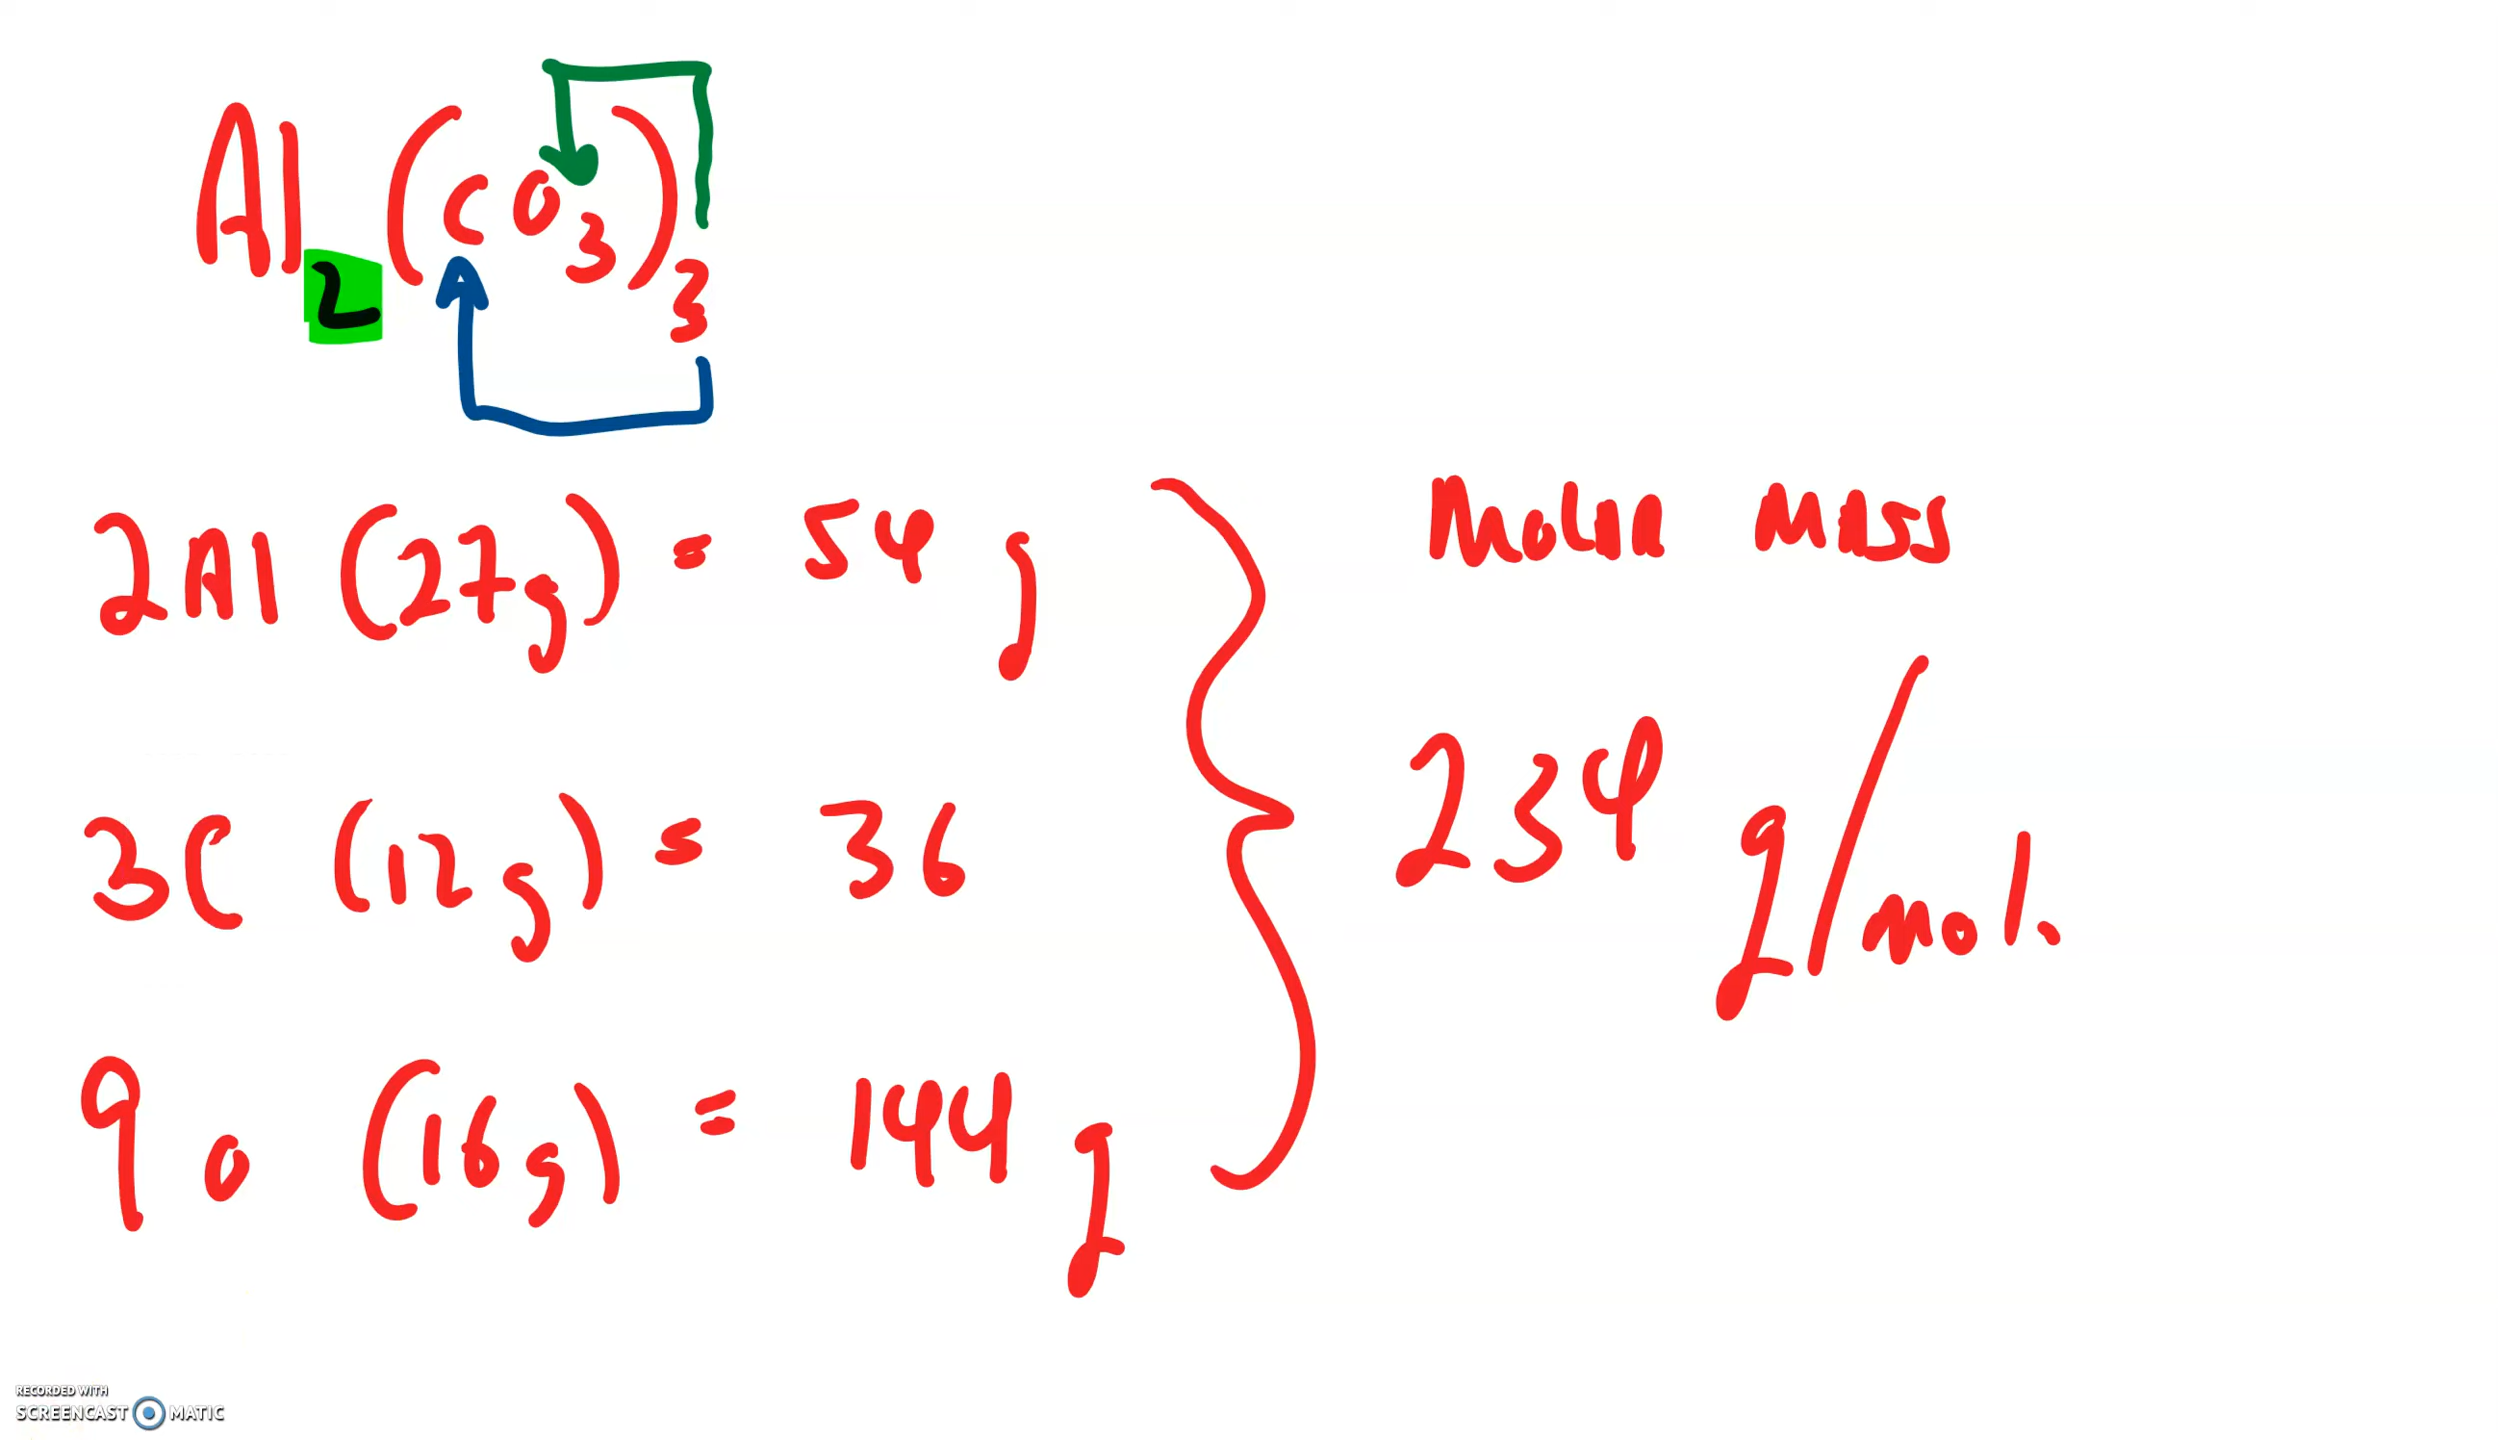 Al2(CO3)3
2Al (27g) = 54 g
Molar Mass
3C (12g) = 36
234 g/mol.
9 O (16g) = 144 g
RECORDED WITH
SCREENCAST MATIC